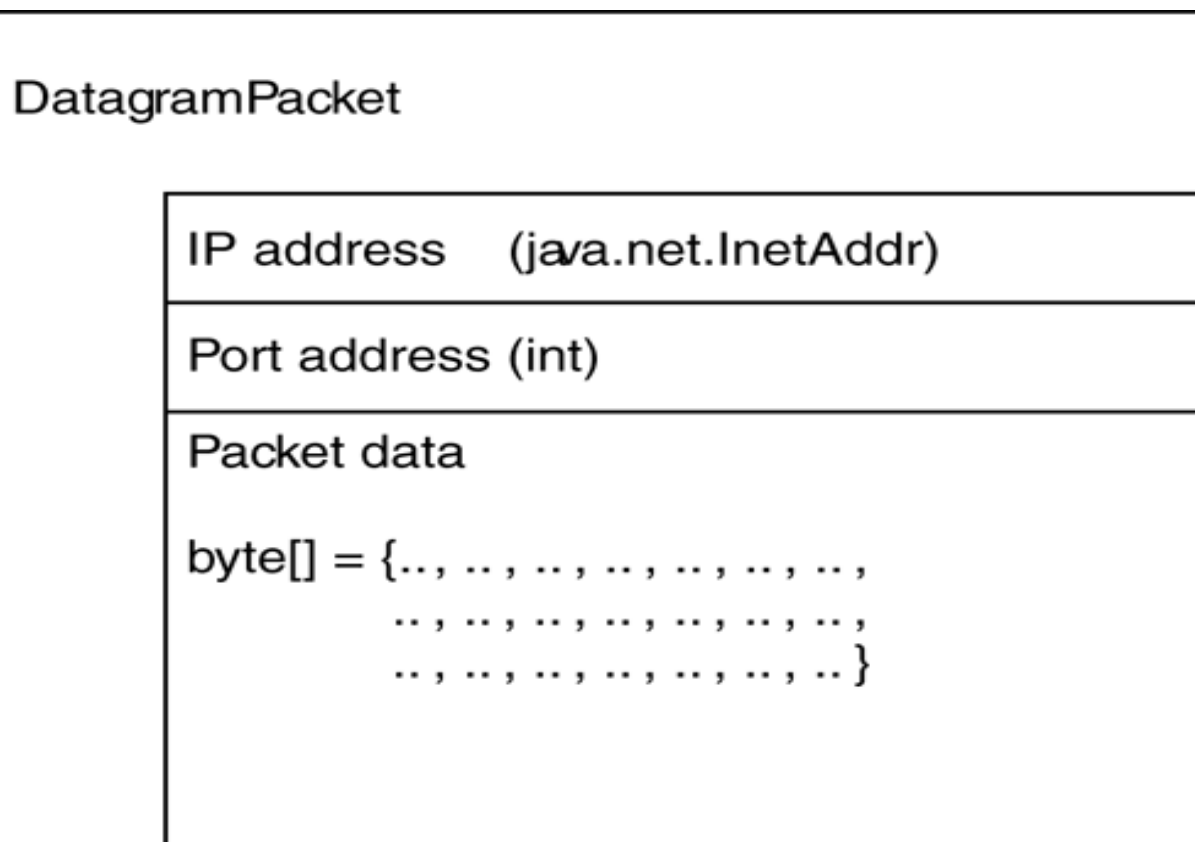 DatagramPacket
IP address (java.net.InetAddr)
Port address (int)
Packet data
byte[] = {.., .. , .. , .. , .. , .. , .. ,
.. , .. , .. , .. , .. , .. , .. ,
.. , .. , .. , .. , .. , .. , .. }